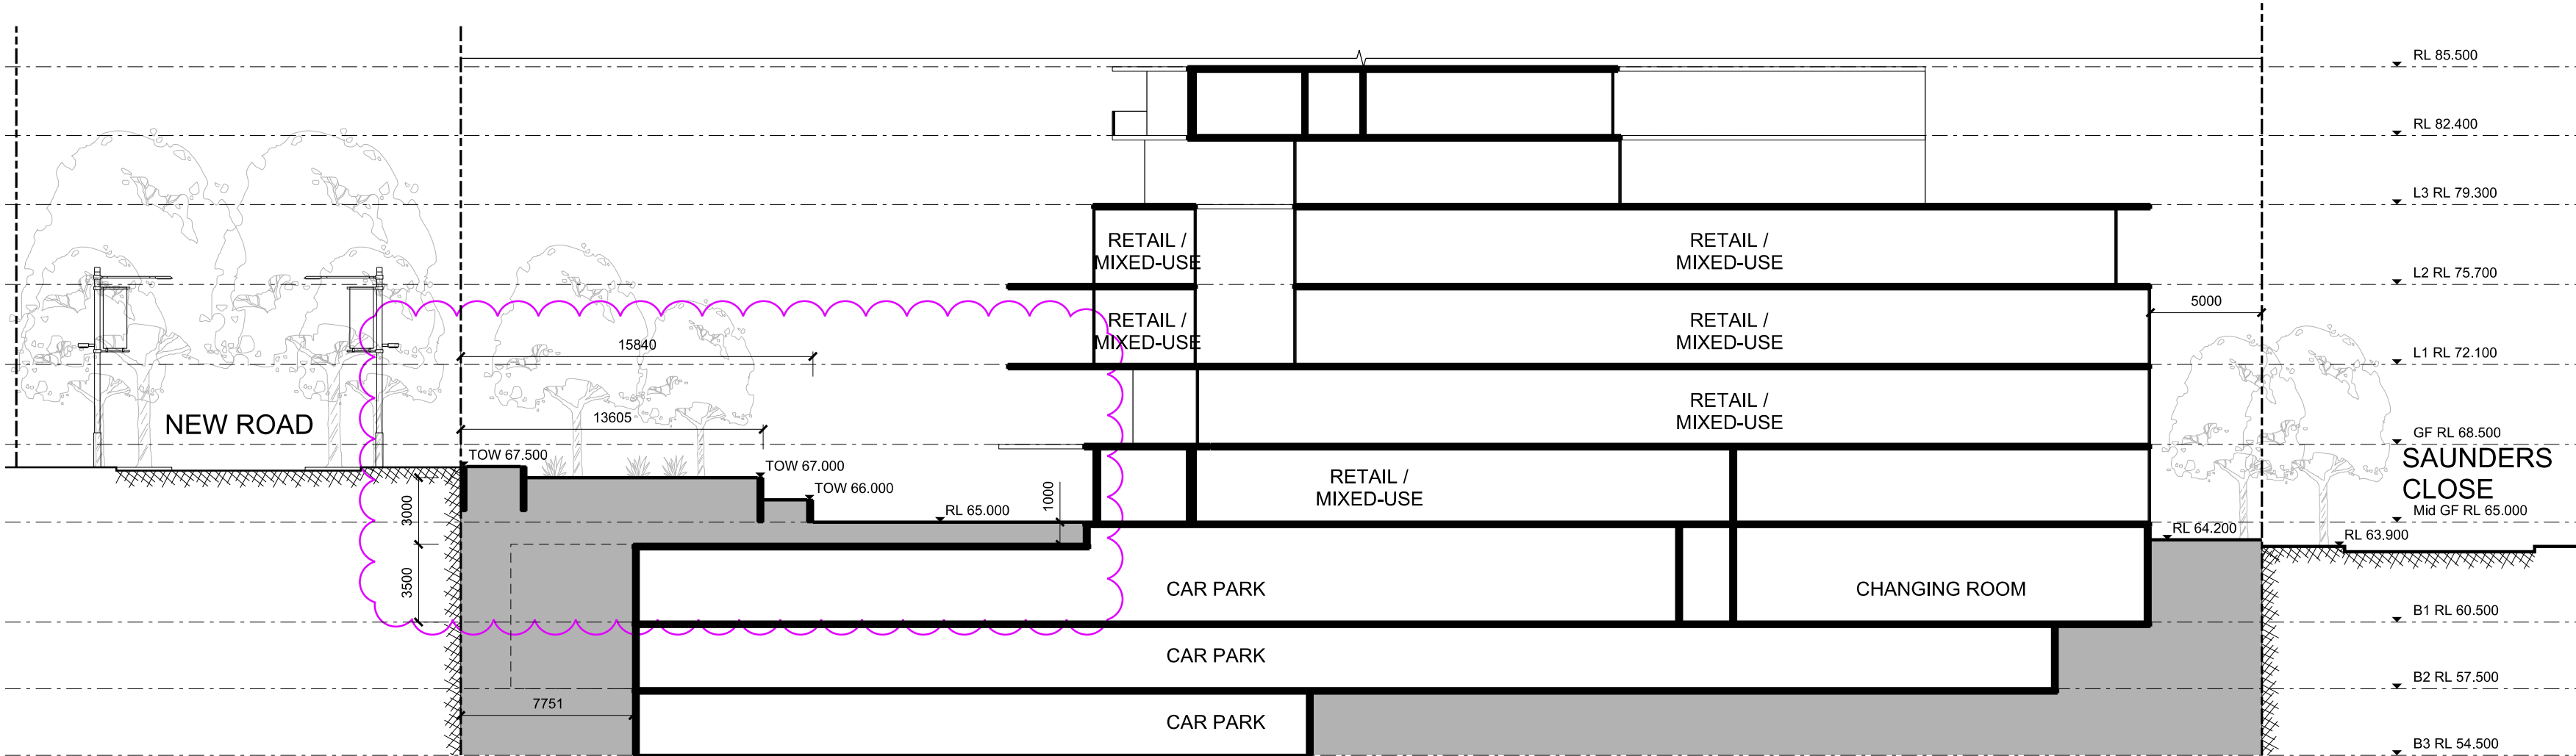 RL 85.500
RL 82.400
L3 RL 79.300
RETAIL /
MIXED-USE
RETAIL /
MIXED-USE
L2 RL 75.700
5000
RETAIL /
MIXED-USE
RETAIL /
MIXED-USE
15840
L1 RL 72.100
RETAIL /
MIXED-USE
NEW ROAD
13605
GF RL 68.500
TOW 67.500
TOW 67.000
TOW 66.000
SAUNDERS
CLOSE
RETAIL /
MIXED-USE
3000
1000
RL 65.000
Mid GF RL 65.000
RL 64.200
RL 63.900
3500
CAR PARK
CHANGING ROOM
B1 RL 60.500
CAR PARK
B2 RL 57.500
7751
CAR PARK
B3 RL 54.500